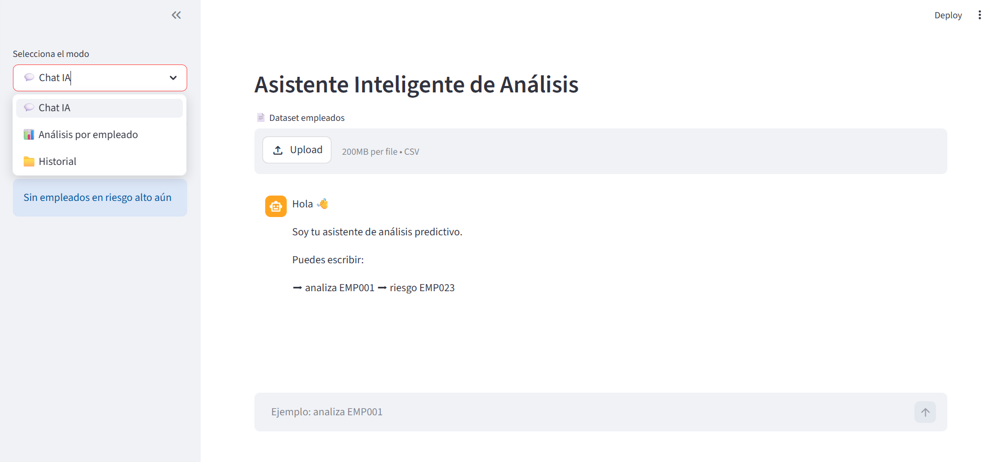 Deploy
Selecciona el modo
Chat IA
Chat IA
Análisis por empleado
Historial
Sin empleados en riesgo alto aún
Asistente Inteligente de Análisis
Dataset empleados
Upload
200MB per file • CSV
Hola 👋
Soy tu asistente de análisis predictivo.
Puedes escribir:
➡ analiza EMP001 ➡ riesgo EMP023
Ejemplo: analiza EMP001